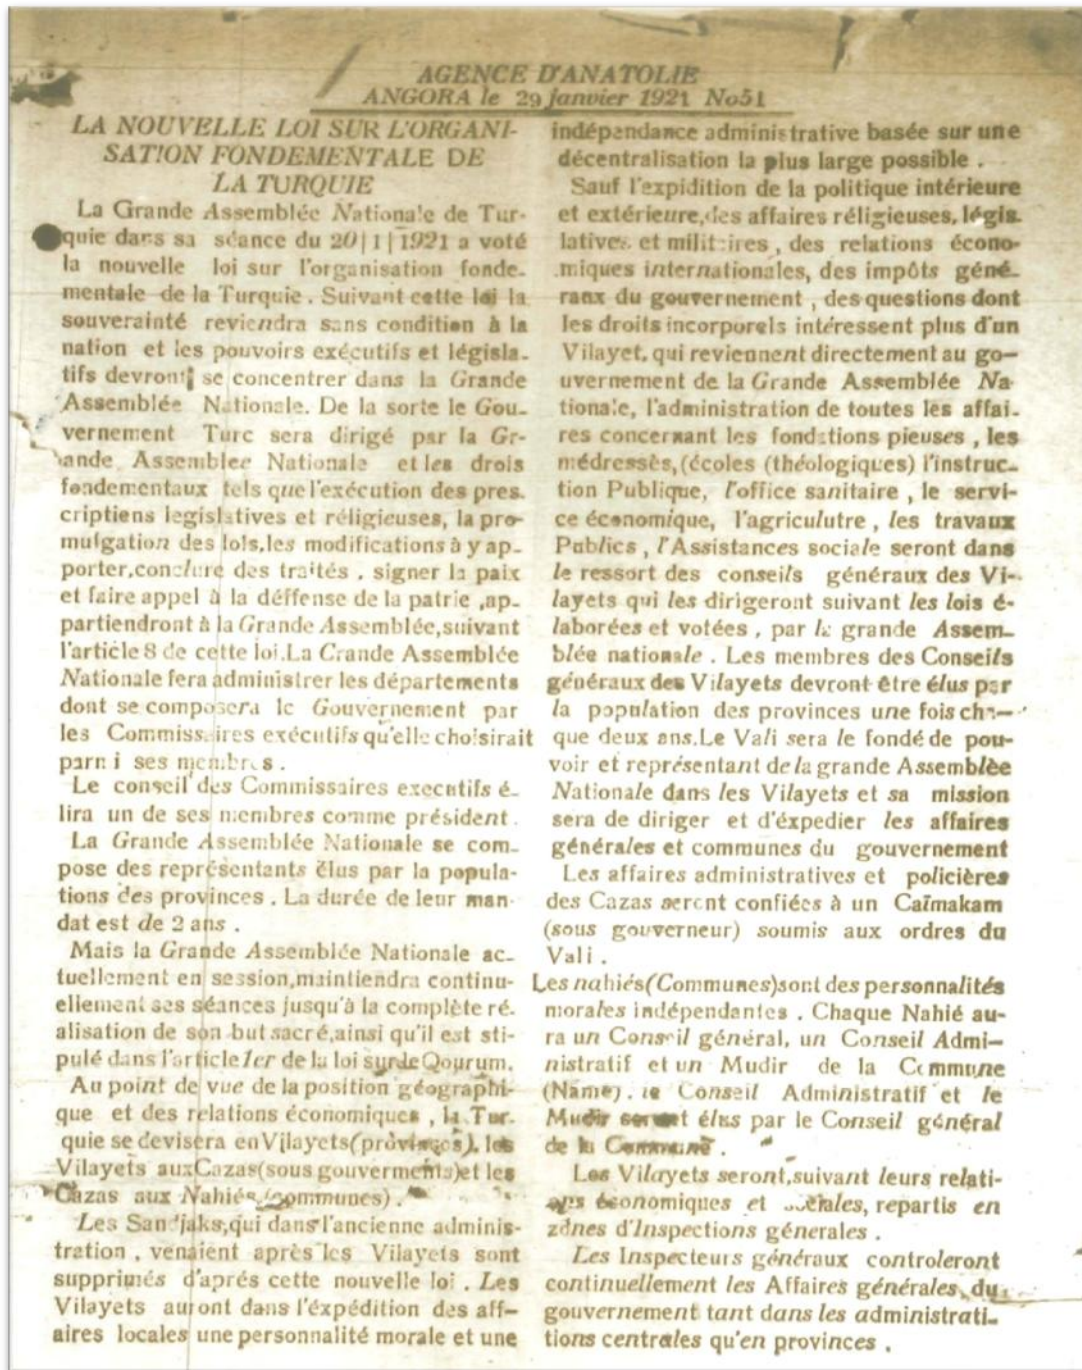 AGENCE D'ANATOLIE
ANGORA le 29 janvier 1921 No51
LA NOUVELLE LOI SUR L'ORGANI-
SATION FONDEMENTALE DE
LA TURQUIE
La Grande Assemblée Nationale de Tur-
quie dans sa séance du 20|1|1921 a voté
la nouvelle loi sur l'organisation fonde-
mentale de la Turquie. Suivant cette loi la
souverainté reviendra sans condition à la
nation et les pouvoirs exécutifs et législa-
tifs devront se concentrer dans la Grande
Assemblée Nationale. De la sorte le Gou-
vernement Turc sera dirigé par la Gr-
ande Assemblee Nationale et les drois
fondementaux tels que l'exécution des pres-
criptiens legislatives et réligieuses, la pro-
mulgation des lois, les modifications à y ap-
porter, conclure des traités, signer la paix
et faire appel à la déffense de la patrie, ap-
partiendront à la Grande Assemblée, suivant
l'article 8 de cette loi. La Grande Assemblée
Nationale fera administrer les départements
dont se composera le Gouvernement par
les Commissaires exécutifs qu'elle choisirait
parmi ses membres.
Le conseil des Commissaires execntifs é-
lira un de ses membres comme président.
La Grande Assemblée Nationale se com-
pose des représentants élus par la popula-
tions des provinces. La durée de leur man-
dat est de 2 ans.
Mais la Grande Assemblée Nationale ac-
tuellement en session, maintiendra continu-
ellement ses séances jusqu'à la complète ré-
alisation de son but sacré, ainsi qu'il est sti-
pulé dans l'article 1er de la loi sur le Qourum.
Au point de vue de la position géographi-
que et des relations économiques, la Tur-
quie se devisera en Vilayets (provinces), les
Vilayets aux Cazas (sous gouverments) et les
Cazas aux Nahiés (communes).
Les Sandjaks, qui dans l'ancienne adminis-
tration, venaient après les Vilayets sont
supprimés d'aprés cette nouvelle loi. Les
Vilayets auront dans l'éxpédition des aff-
aires locales une personnalité morale et une
indépendance administrative basée sur une
décentralisation la plus large possible.
Sauf l'expidition de la politique intérieure
et extérieure, des affaires réligieuses, légis-
latives et militaires, des relations écono-
miques internationales, des impôts géné-
raux du gouvernement, des questions dont
les droits incorporels intéressent plus d'un
Vilayet, qui reviennent directement au go-
uvernement de la Grande Assemblée Na-
tionale, l'administration de toutes les affai-
res concernant les fondations pieuses, les
médressès, (écoles (théologiques) l'instruc-
tion Publique, l'office sanitaire, le servi-
ce économique, l'agriculutre, les travaux
Publics, l'Assistances sociale seront dans
le ressort des conseils généraux des Vi-
layets qui les dirigeront suivant les lois é-
laborées et votées, par la grande Assem-
blée nationale. Les membres des Conseils
généraux des Vilayets devront être élus par
la population des provinces une fois cha-
que deux ans. Le Vali sera le fondé de pou-
voir et représentant de la grande Assemblèe
Nationale dans les Vilayets et sa mission
sera de diriger et d'éxpedier les affaires
générales et communes du gouvernement
Les affaires administratives et policières
des Cazas seront confiées à un Caïmakam
(sous gouverneur) soumis aux ordres du
Vali.
Les nahiés (Communes) sont des personnalités
morales indépendantes. Chaque Nahié au-
ra un Conseil général, un Conseil Admi-
nistratif et un Mudir de la Commune
(Name). le Conseil Administratif et le
Mudir seront élus par le Conseil général
de la Commune.
Les Vilayets seront, suivant leurs relati-
ons économiques et sociales, repartis en
zônes d'Inspections génerales.
Les Inspecteurs généraux controleront
continuellement les Affaires générales du
gouvernement tant dans les administrati-
tions centrales qu'en provinces.